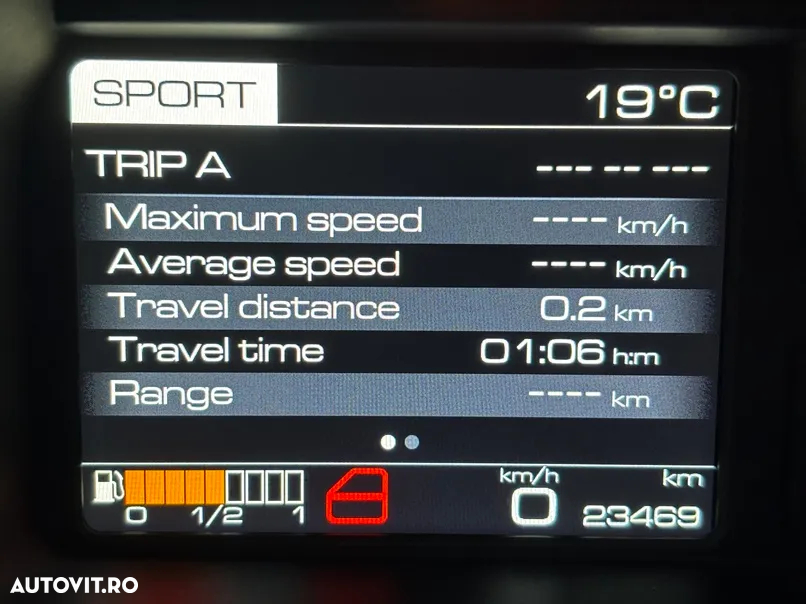 SPORT 19°C
TRIP A --- -- ---
Maximum speed ---- km/h
Average speed ---- km/h
Travel distance 0.2 km
Travel time 01:06 h:m
Range ---- km
km/h km
0 1/2 1 0 23469
AUTOVIT.RO